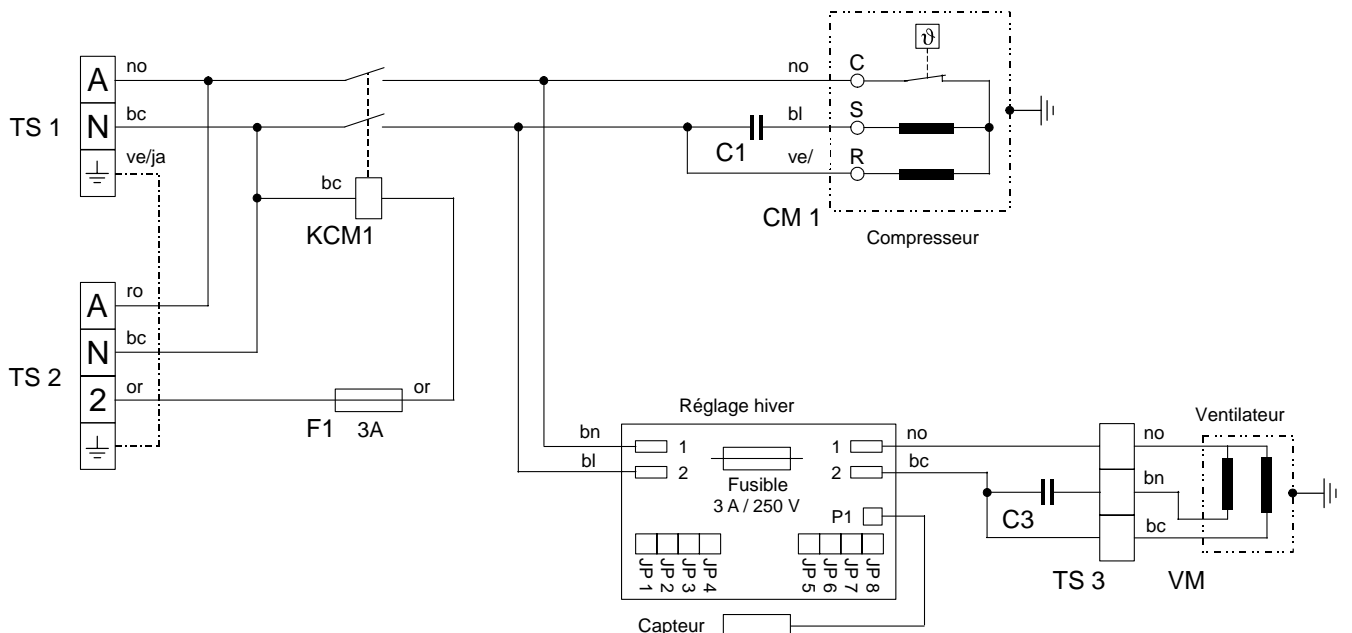 TS 1
A
N
no
bc
ve/ja
bc
KCM1
no
C
ϑ
C1
bl
S
ve/
R
CM 1
Compresseur
TS 2
A
N
2
ro
bc
or
F1
3A
or
Réglage hiver
bn
bl
1
2
Fusible
3 A / 250 V
1
2
P1
JP 1
JP 2
JP 3
JP 4
JP 5
JP 6
JP 7
JP 8
Capteur
no
bc
C3
TS 3
Ventilateur
no
bn
bc
VM